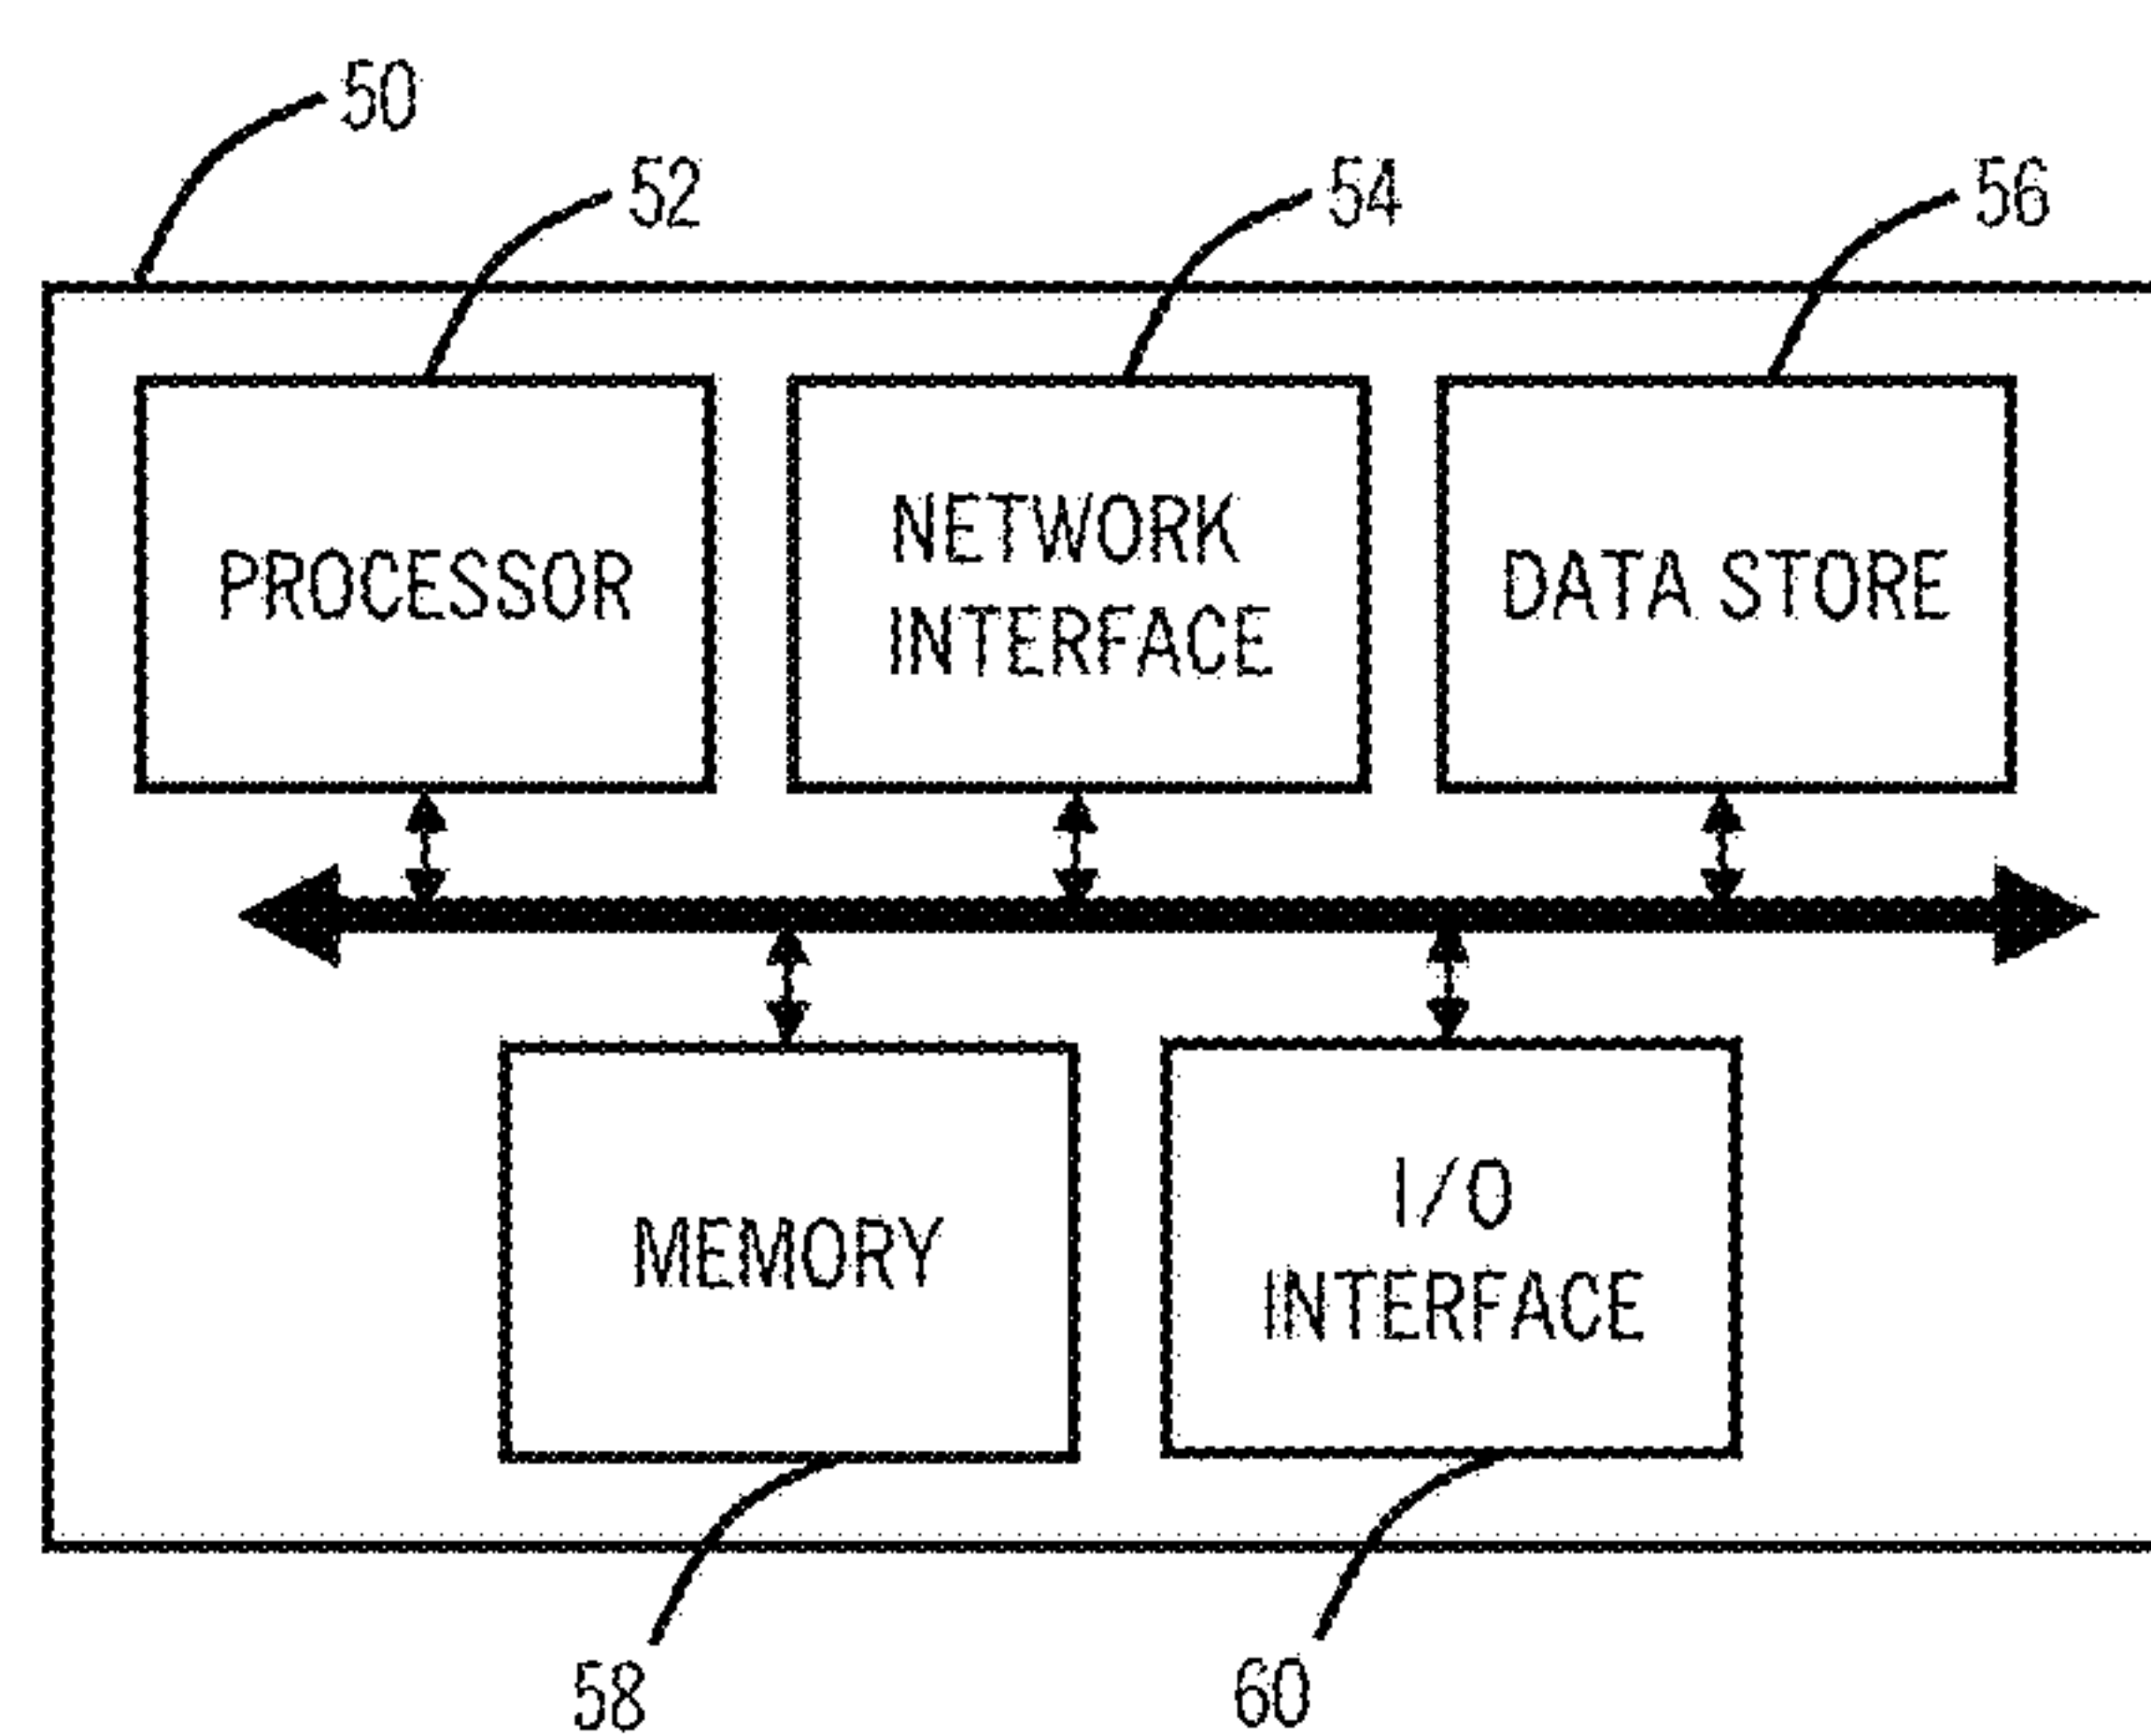 50
52
54
56
PROCESSOR
NETWORK
INTERFACE
DATA STORE
MEMORY
I/O
INTERFACE
58
60